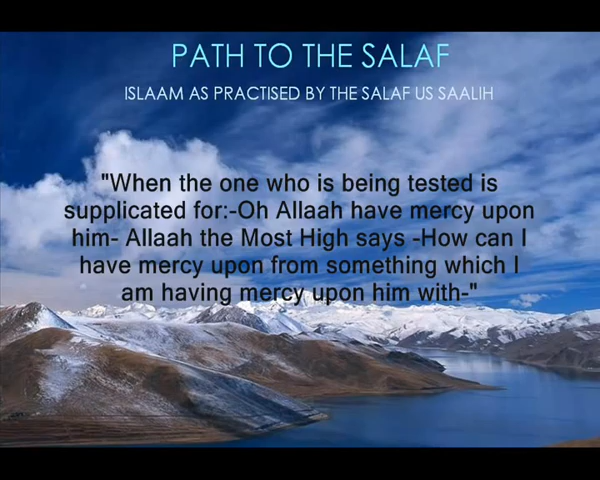 PATH TO THE SALAF
ISLAAM AS PRACTISED BY THE SALAF US SAALIH
"When the one who is being tested is
supplicated for:-Oh Allaah have mercy upon
him- Allaah the Most High says -How can I
have mercy upon from something which I
am having mercy upon him with-"